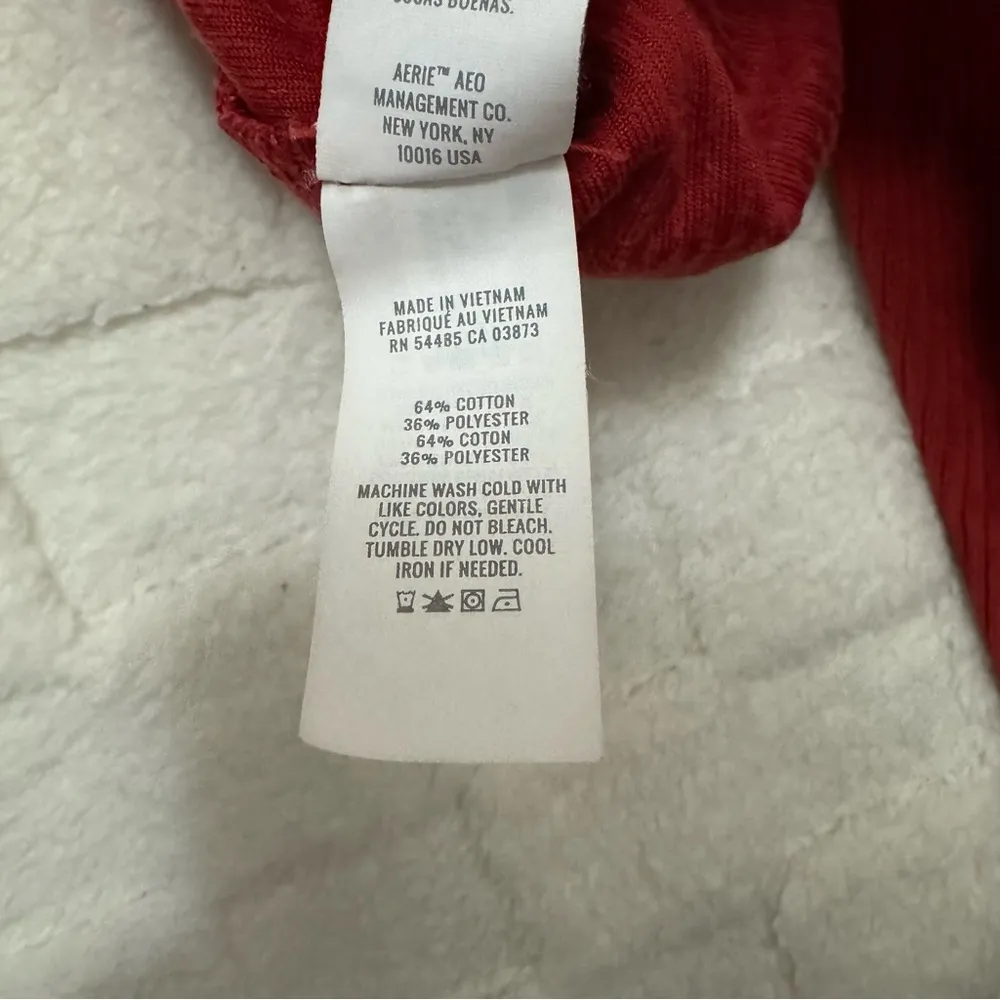 BUENAS.
AERIE™ AEO
MANAGEMENT CO.
NEW YORK, NY
10016 USA
MADE IN VIETNAM
FABRIQUÉ AU VIETNAM
RN 54485 CA 03873
64% COTTON
36% POLYESTER
64% COTON
36% POLYESTER
MACHINE WASH COLD WITH
LIKE COLORS, GENTLE
CYCLE. DO NOT BLEACH.
TUMBLE DRY LOW. COOL
IRON IF NEEDED.